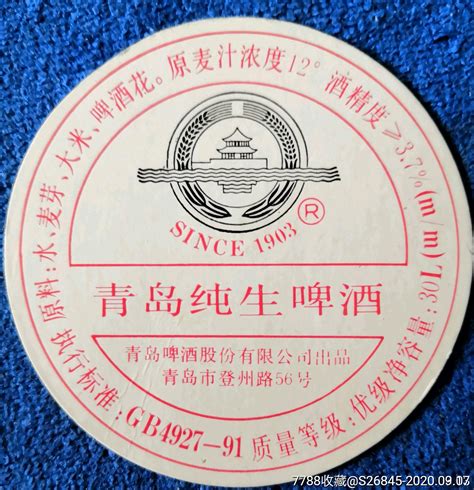 原料:水、麦芽、大米、啤酒花。原麦汁浓度12° 酒精度≥3.7%(m/m)
SINCE 1903®
青岛纯生啤酒
青岛啤酒股份有限公司出品
青岛市登州路56号
执行标准:GB4927-91 质量等级:优级 净容量:30L
7788收藏@S26845-2020.09.